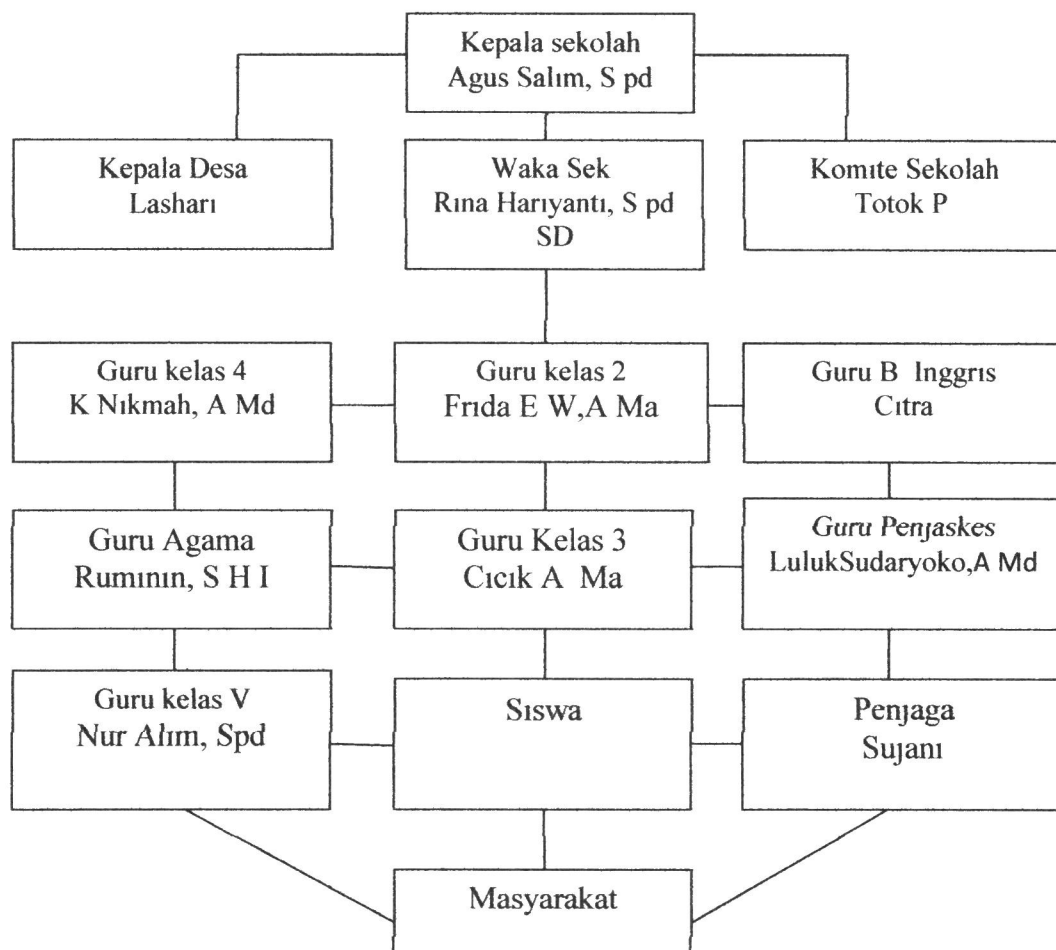 Kepala sekolah
Agus Salim, S pd
Kepala Desa
Lashari
Waka Sek
Rina Hariyanti, S pd
SD
Komite Sekolah
Totok P
Guru kelas 4
K Nikmah, A Md
Guru kelas 2
Frida E W,A Ma
Guru B Inggris
Citra
Guru Agama
Ruminin, S H I
Guru Kelas 3
Cicik A Ma
Guru Penjaskes
LulukSudaryoko,A Md
Guru kelas V
Nur Alim, Spd
Siswa
Penjaga
Sujani
Masyarakat